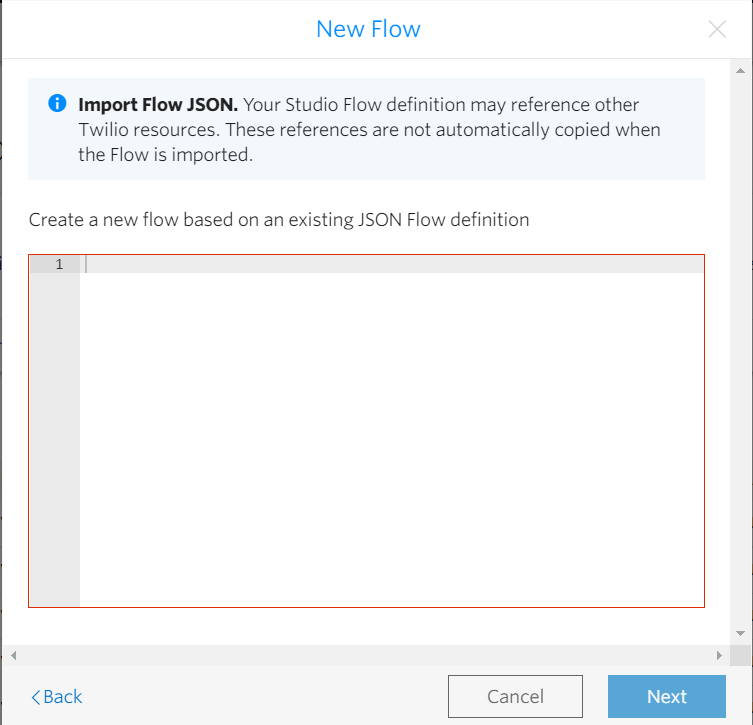 New Flow
Import Flow JSON. Your Studio Flow definition may reference other
Twilio resources. These references are not automatically copied when
the Flow is imported.
Create a new flow based on an existing JSON Flow definition
1
Back
Cancel
Next